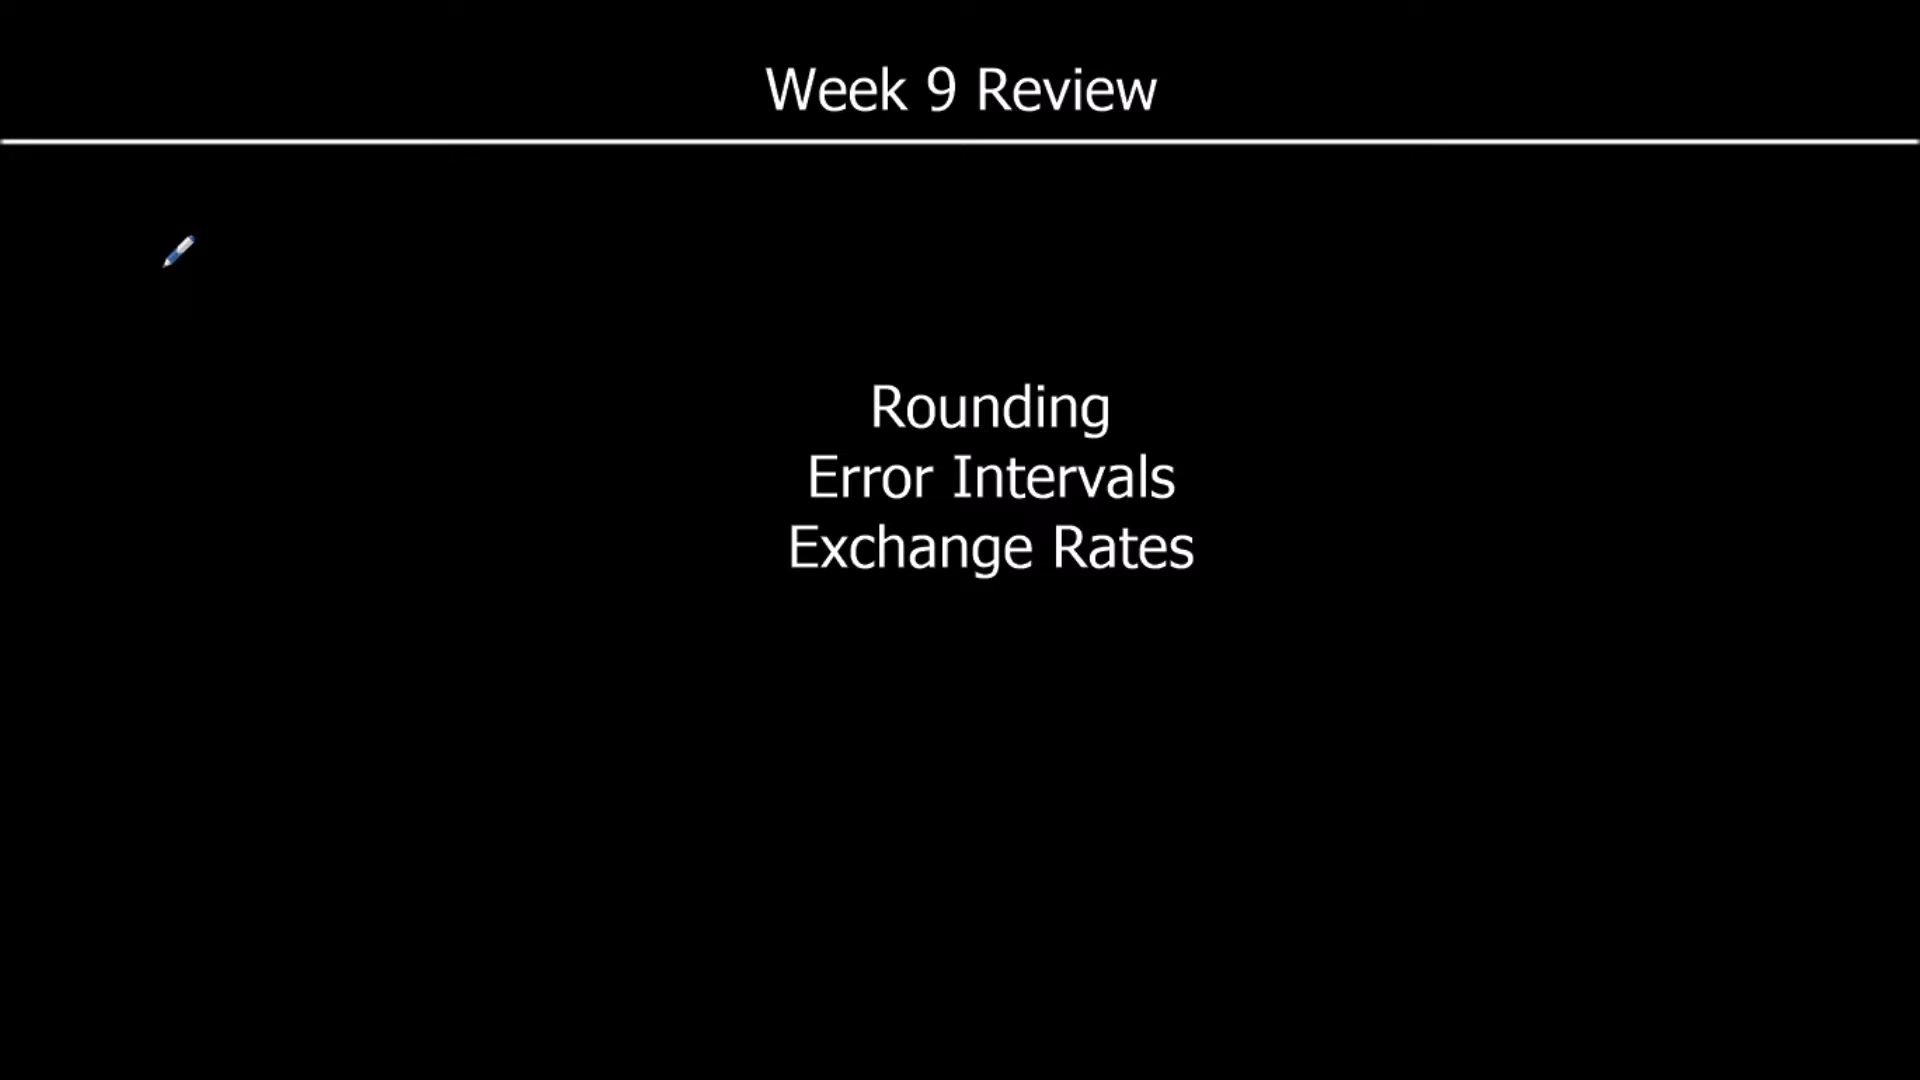 Week 9 Review
Rounding
Error Intervals
Exchange Rates